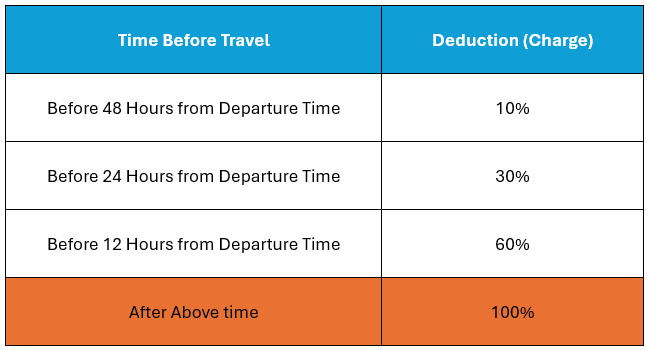 Time Before Travel Deduction (Charge)
Before 48 Hours from Departure Time 10%
Before 24 Hours from Departure Time 30%
Before 12 Hours from Departure Time 60%
After Above time 100%